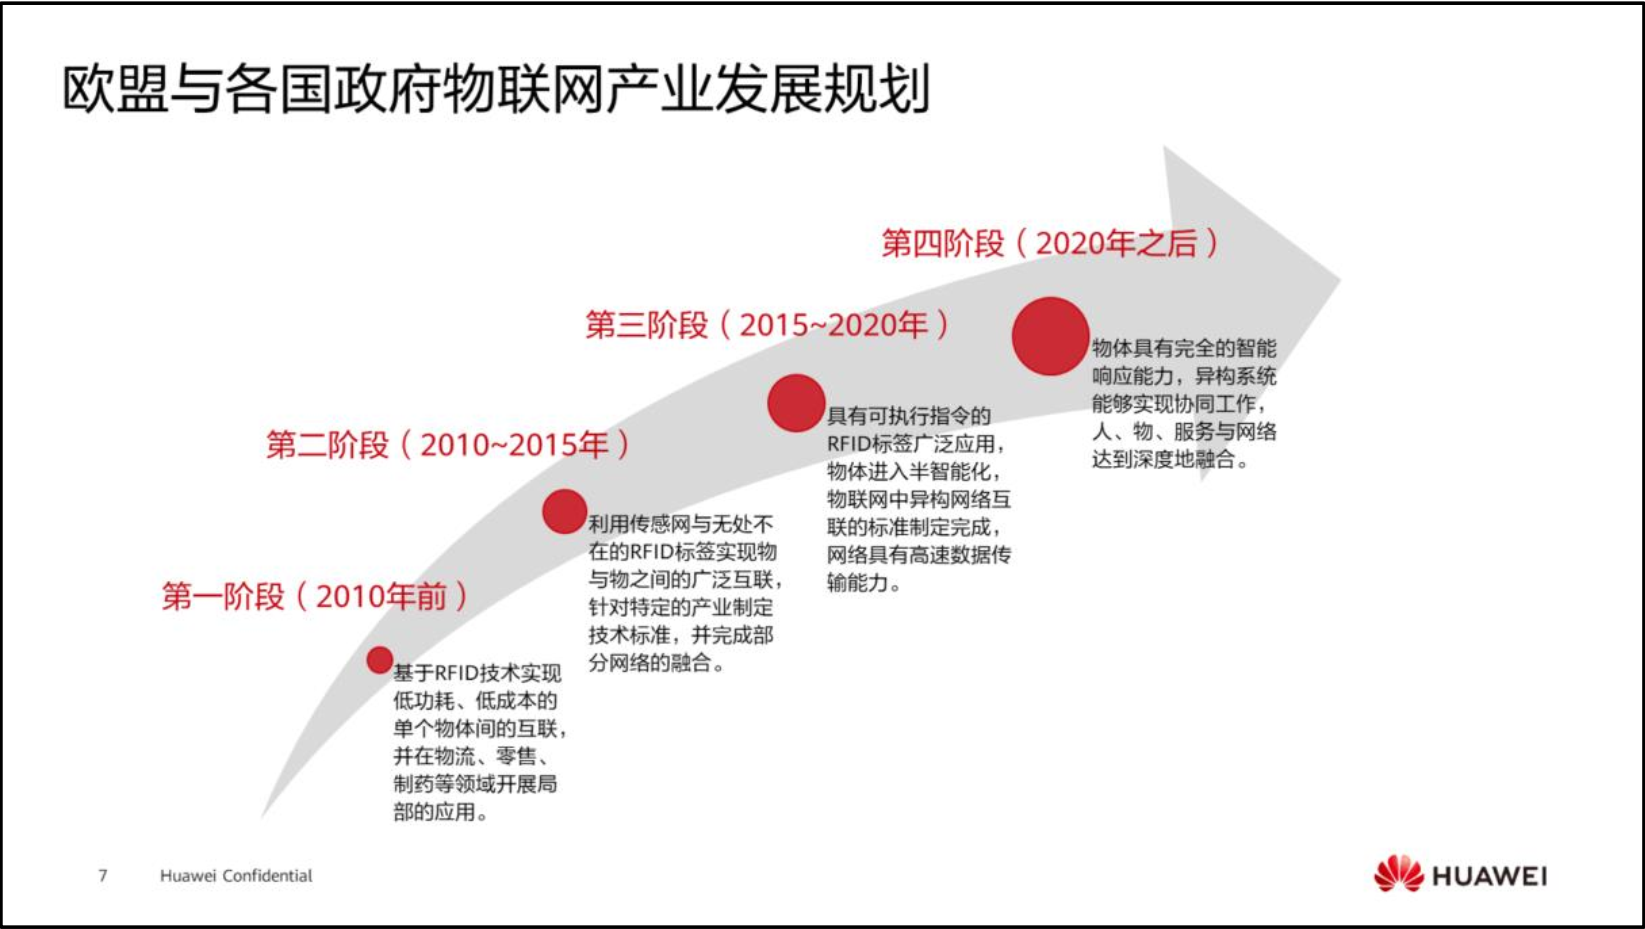 欧盟与各国政府物联网产业发展规划
第一阶段（2010年前）
基于RFID技术实现
低功耗、低成本的
单个物体间的互联，
并在物流、零售、
制药等领域开展局
部的应用。
第二阶段（2010~2015年）
利用传感网与无处不
在的RFID标签实现物
与物之间的广泛互联，
针对特定的产业制定
技术标准，并完成部
分网络的融合。
第三阶段（2015~2020年）
具有可执行指令的
RFID标签广泛应用，
物体进入半智能化，
物联网中异构网络互
联的标准制定完成，
网络具有高速数据传
输能力。
第四阶段（2020年之后）
物体具有完全的智能
响应能力，异构系统
能够实现协同工作，
人、物、服务与网络
达到深度地融合。
7 Huawei Confidential
HUAWEI